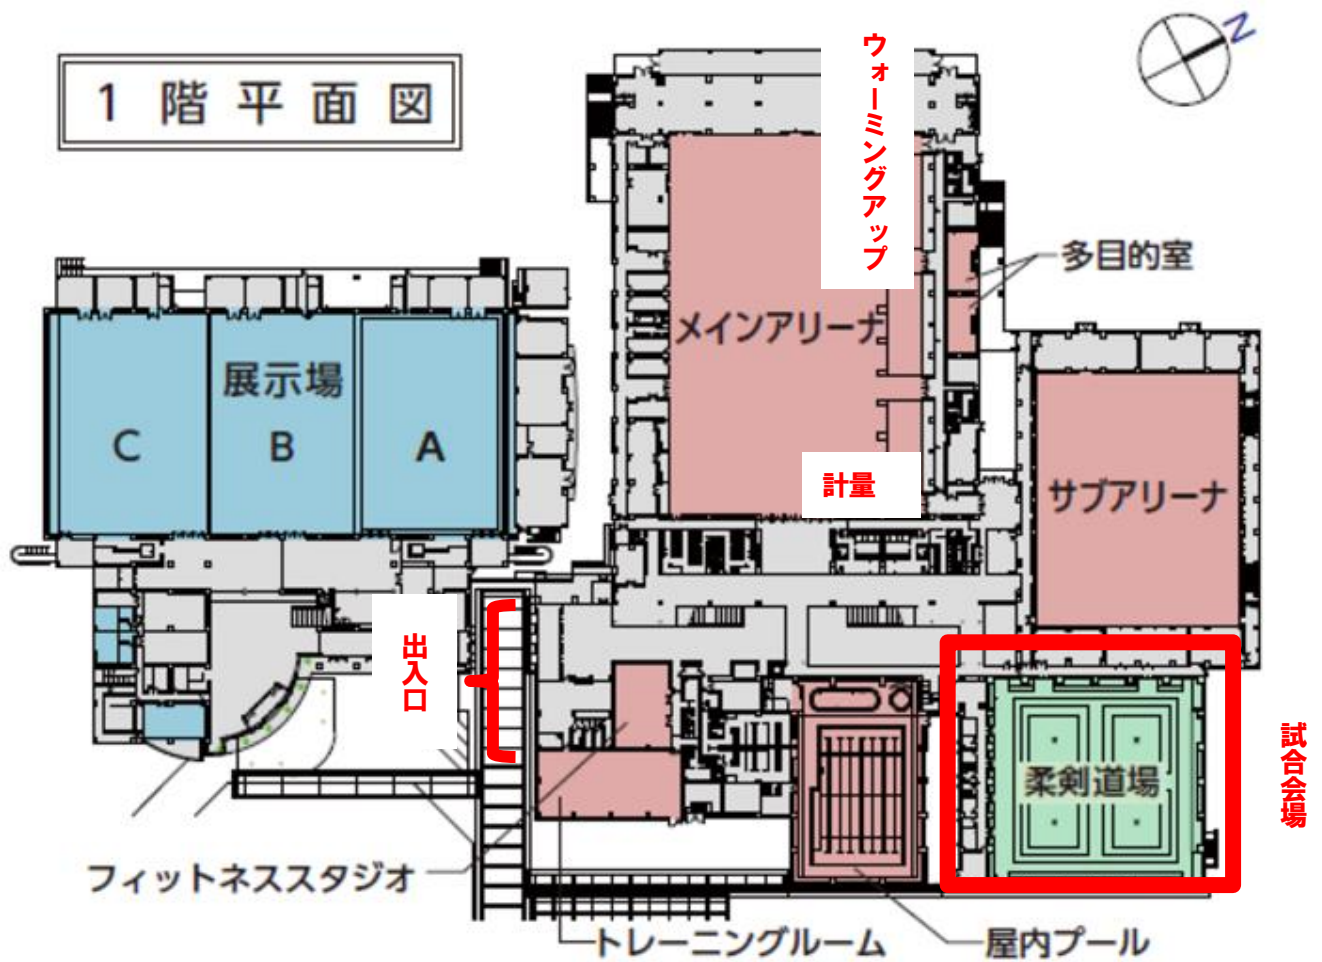 1階平面図
N
ウォーミングアップ
多目的室
メインアリーナ
展示場
C
B
A
計量
サブアリーナ
出入口
試合会場
柔剣道場
フィットネススタジオ
トレーニングルーム
屋内プール